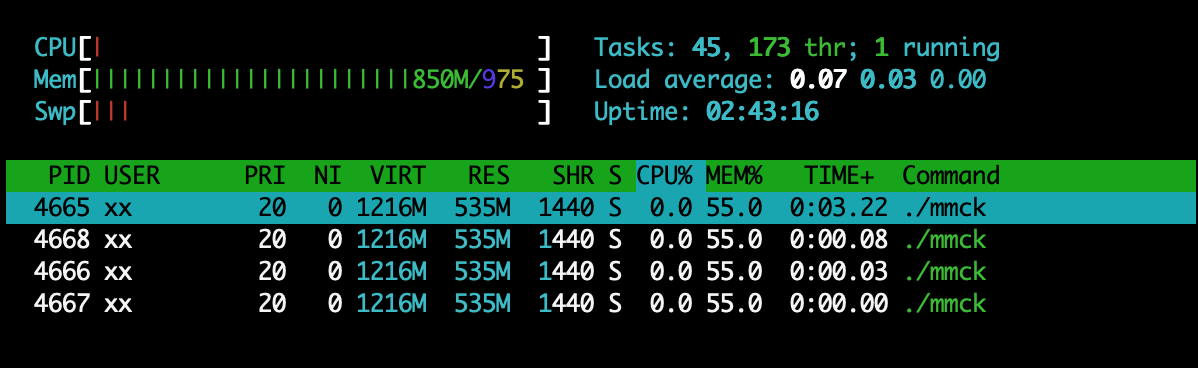 CPU[| ] Tasks: 45, 173 thr; 1 running
Mem[|||||||||||||||||||||||850M/975 ] Load average: 0.07 0.03 0.00
Swp[||| ] Uptime: 02:43:16
PID USER PRI NI VIRT RES SHR S CPU% MEM% TIME+ Command
4665 xx 20 0 1216M 535M 1440 S 0.0 55.0 0:03.22 ./mmck
4668 xx 20 0 1216M 535M 1440 S 0.0 55.0 0:00.08 ./mmck
4666 xx 20 0 1216M 535M 1440 S 0.0 55.0 0:00.03 ./mmck
4667 xx 20 0 1216M 535M 1440 S 0.0 55.0 0:00.00 ./mmck